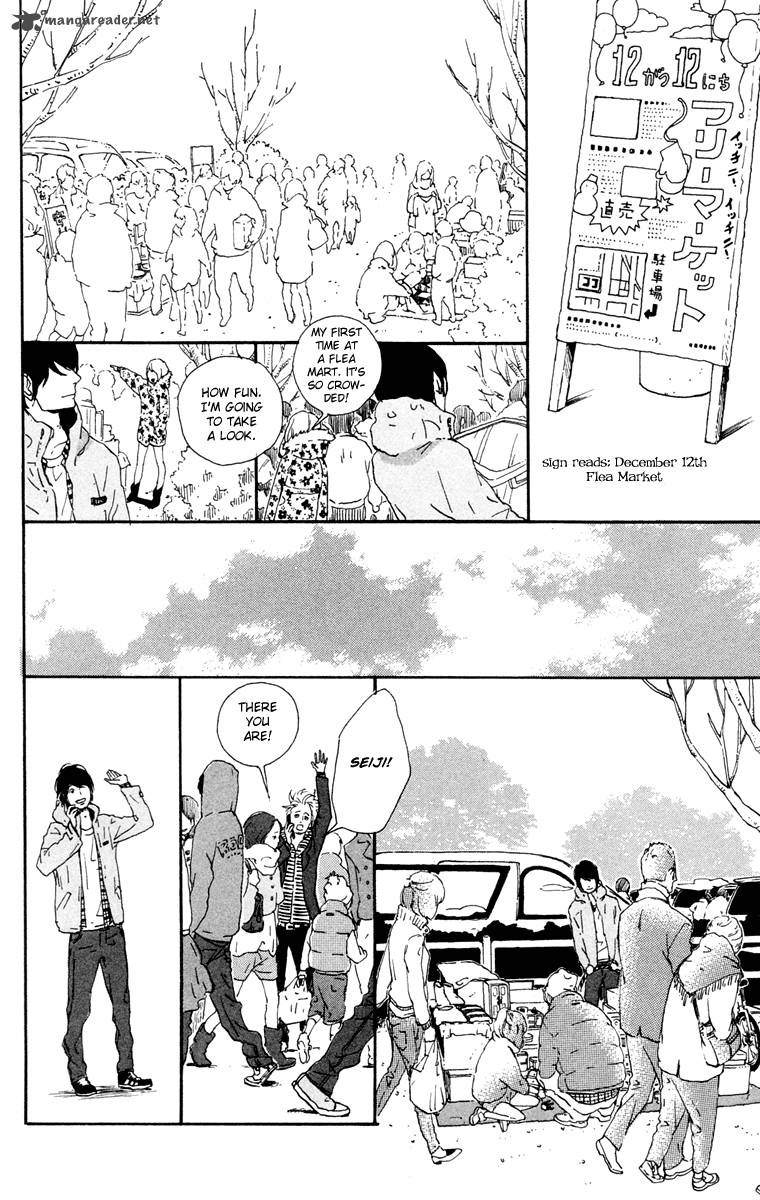 mangareader.net
12がつ12にち
フリーマーケット
イッチニ、イッチニ、
直売
駐車場
ココ
sign reads: December 12th
Flea Market
MY FIRST
TIME AT A
FLEA
MART. IT'S
SO CROW-
DED!
HOW FUN.
I'M GOING
TO TAKE
A LOOK.
THERE
YOU
ARE!
SEIJI!